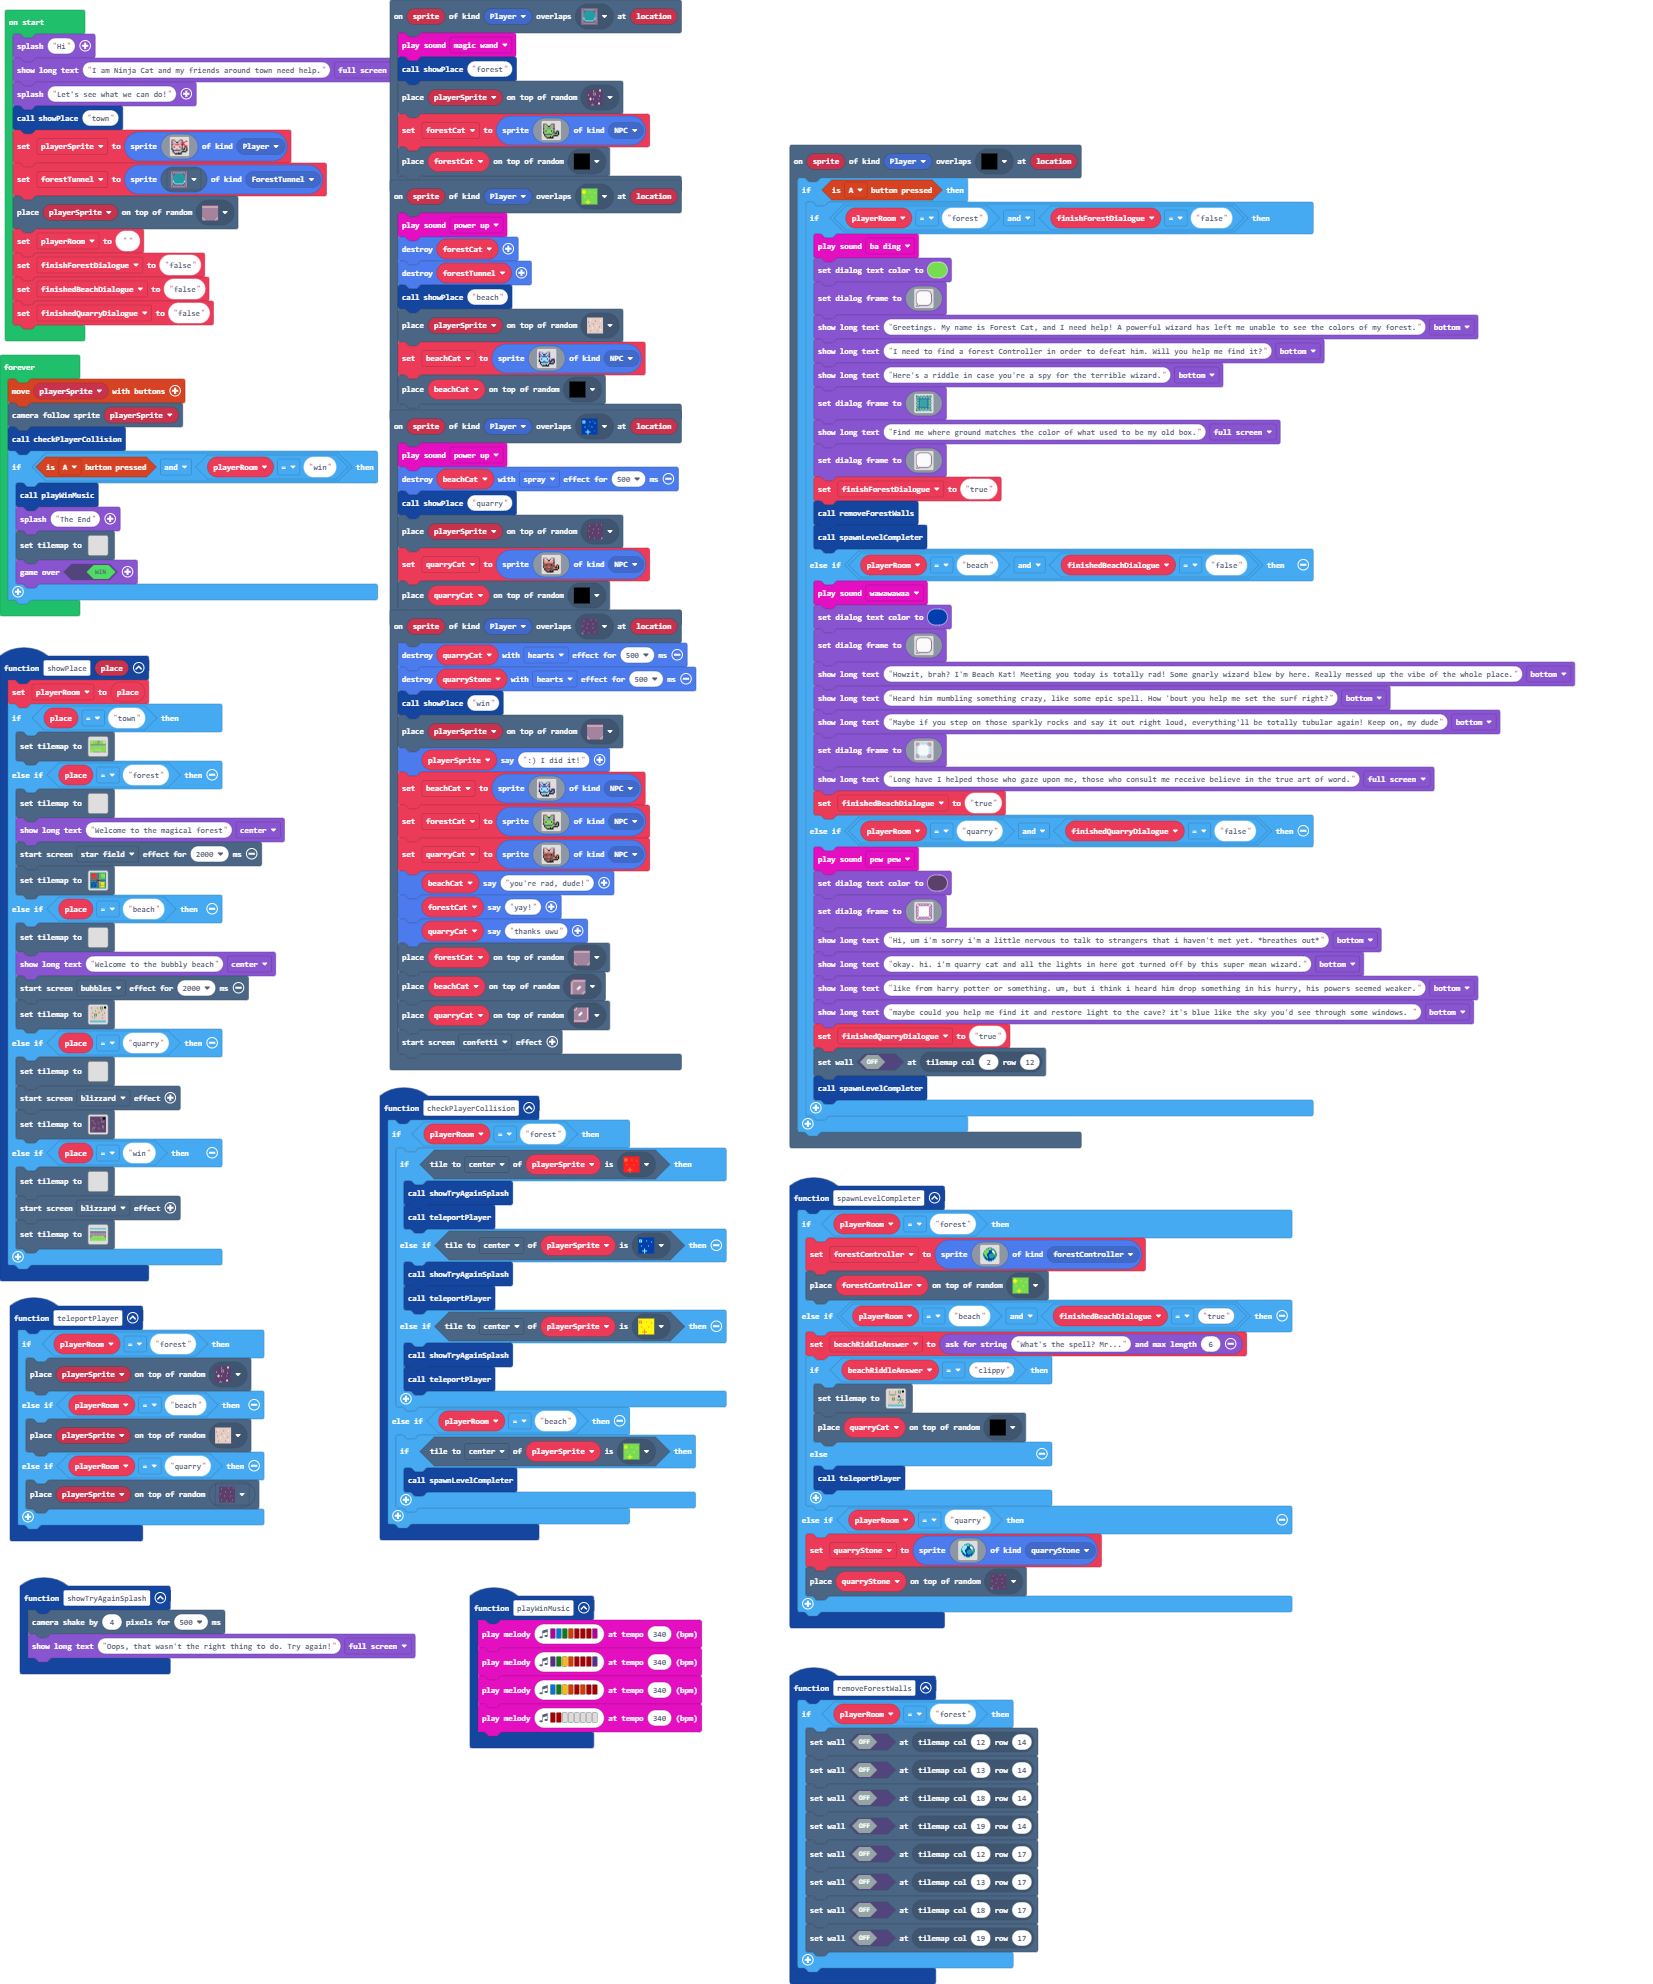 on start
splash "Hi"
show long text "I am Ninja Cat and my friends around town need help." full screen
splash "Let's see what we can do!"
call showPlace "town"
set playerSprite to sprite of kind Player
set forestTunnel to sprite of kind ForestTunnel
place playerSprite on top of random
set playerRoom to " "
set finishForestDialogue to "false"
set finishedBeachDialogue to "false"
set finishedQuarryDialogue to "false"
forever
move playerSprite with buttons
camera follow sprite playerSprite
call checkPlayerCollision
if is A button pressed and playerRoom = "win" then
call playWinMusic
splash "The End"
set tilemap to
game over WIN
function showPlace place
set playerRoom to place
if place = "town" then
set tilemap to
else if place = "forest" then
set tilemap to
show long text "Welcome to the magical forest" center
start screen star field effect for 2000 ms
set tilemap to
else if place = "beach" then
set tilemap to
show long text "Welcome to the bubbly beach" center
start screen bubbles effect for 2000 ms
set tilemap to
else if place = "quarry" then
set tilemap to
start screen blizzard effect
set tilemap to
else if place = "win" then
set tilemap to
start screen blizzard effect
set tilemap to
function teleportPlayer
if playerRoom = "forest" then
place playerSprite on top of random
else if playerRoom = "beach" then
place playerSprite on top of random
else if playerRoom = "quarry" then
place playerSprite on top of random
function showTryAgainSplash
camera shake by 4 pixels for 500 ms
show long text "Oops, that wasn't the right thing to do. Try again!" full screen
on sprite of kind Player overlaps at location
play sound magic wand
call showPlace "forest"
place playerSprite on top of random
set forestCat to sprite of kind NPC
place forestCat on top of random
on sprite of kind Player overlaps at location
play sound power up
destroy forestCat
destroy forestTunnel
call showPlace "beach"
place playerSprite on top of random
set beachCat to sprite of kind NPC
place beachCat on top of random
on sprite of kind Player overlaps at location
play sound power up
destroy beachCat with spray effect for 500 ms
call showPlace "quarry"
place playerSprite on top of random
set quarryCat to sprite of kind NPC
place quarryCat on top of random
on sprite of kind Player overlaps at location
destroy quarryCat with hearts effect for 500 ms
destroy quarryStone with hearts effect for 500 ms
call showPlace "win"
place playerSprite on top of random
playerSprite say ":) I did it!"
set beachCat to sprite of kind NPC
set forestCat to sprite of kind NPC
set quarryCat to sprite of kind NPC
beachCat say "you're rad, dude!"
forestCat say "yay!"
quarryCat say "thanks uwu"
place forestCat on top of random
place beachCat on top of random
place quarryCat on top of random
start screen confetti effect
function checkPlayerCollision
if playerRoom = "forest" then
if tile to center of playerSprite is then
call showTryAgainSplash
call teleportPlayer
else if tile to center of playerSprite is then
call showTryAgainSplash
call teleportPlayer
else if tile to center of playerSprite is then
call showTryAgainSplash
call teleportPlayer
else if playerRoom = "beach" then
if tile to center of playerSprite is then
call spawnLevelCompleter
function playWinMusic
play melody at tempo 340 (bpm)
play melody at tempo 340 (bpm)
play melody at tempo 340 (bpm)
play melody at tempo 340 (bpm)
on sprite of kind Player overlaps at location
if is A button pressed then
if playerRoom = "forest" and finishForestDialogue = "false" then
play sound ba ding
set dialog text color to
set dialog frame to
show long text "Greetings. My name is Forest Cat, and I need help! A powerful wizard has left me unable to see the colors of my forest." bottom
show long text "I need to find a forest Controller in order to defeat him. Will you help me find it?" bottom
show long text "Here's a riddle in case you're a spy for the terrible wizard." bottom
set dialog frame to
show long text "Find me where ground matches the color of what used to be my old box." full screen
set dialog frame to
set finishForestDialogue to "true"
call removeForestWalls
call spawnLevelCompleter
else if playerRoom = "beach" and finishedBeachDialogue = "false" then
play sound wawawawaa
set dialog text color to
set dialog frame to
show long text "Howzit, brah? I'm Beach Kat! Meeting you today is totally rad! Some gnarly wizard blew by here. Really messed up the vibe of the whole place." bottom
show long text "Heard him mumbling something crazy, like some epic spell. How 'bout you help me set the surf right?" bottom
show long text "Maybe if you step on those sparkly rocks and say it out right loud, everything'll be totally tubular again! Keep on, my dude" bottom
set dialog frame to
show long text "Long have I helped those who gaze upon me, those who consult me receive believe in the true art of word." full screen
set finishedBeachDialogue to "true"
else if playerRoom = "quarry" and finishedQuarryDialogue = "false" then
play sound pew pew
set dialog text color to
set dialog frame to
show long text "Hi, um i'm sorry i'm a little nervous to talk to strangers that i haven't met yet. *breathes out*" bottom
show long text "okay. hi. i'm quarry cat and all the lights in here got turned off by this super mean wizard." bottom
show long text "like from harry potter or something. um, but i think i heard him drop something in his hurry, his powers seemed weaker." bottom
show long text "maybe could you help me find it and restore light to the cave? it's blue like the sky you'd see through some windows. " bottom
set finishedQuarryDialogue to "true"
set wall OFF at tilemap col 2 row 12
call spawnLevelCompleter
function spawnLevelCompleter
if playerRoom = "forest" then
set forestController to sprite of kind forestController
place forestController on top of random
else if playerRoom = "beach" and finishedBeachDialogue = "true" then
set beachRiddleAnswer to ask for string "What's the spell? Mr..." and max length 6
if beachRiddleAnswer = "clippy" then
set tilemap to
place quarryCat on top of random
else
call teleportPlayer
else if playerRoom = "quarry" then
set quarryStone to sprite of kind quarryStone
place quarryStone on top of random
function removeForestWalls
if playerRoom = "forest" then
set wall OFF at tilemap col 12 row 14
set wall OFF at tilemap col 13 row 14
set wall OFF at tilemap col 18 row 14
set wall OFF at tilemap col 19 row 14
set wall OFF at tilemap col 12 row 17
set wall OFF at tilemap col 13 row 17
set wall OFF at tilemap col 18 row 17
set wall OFF at tilemap col 19 row 17